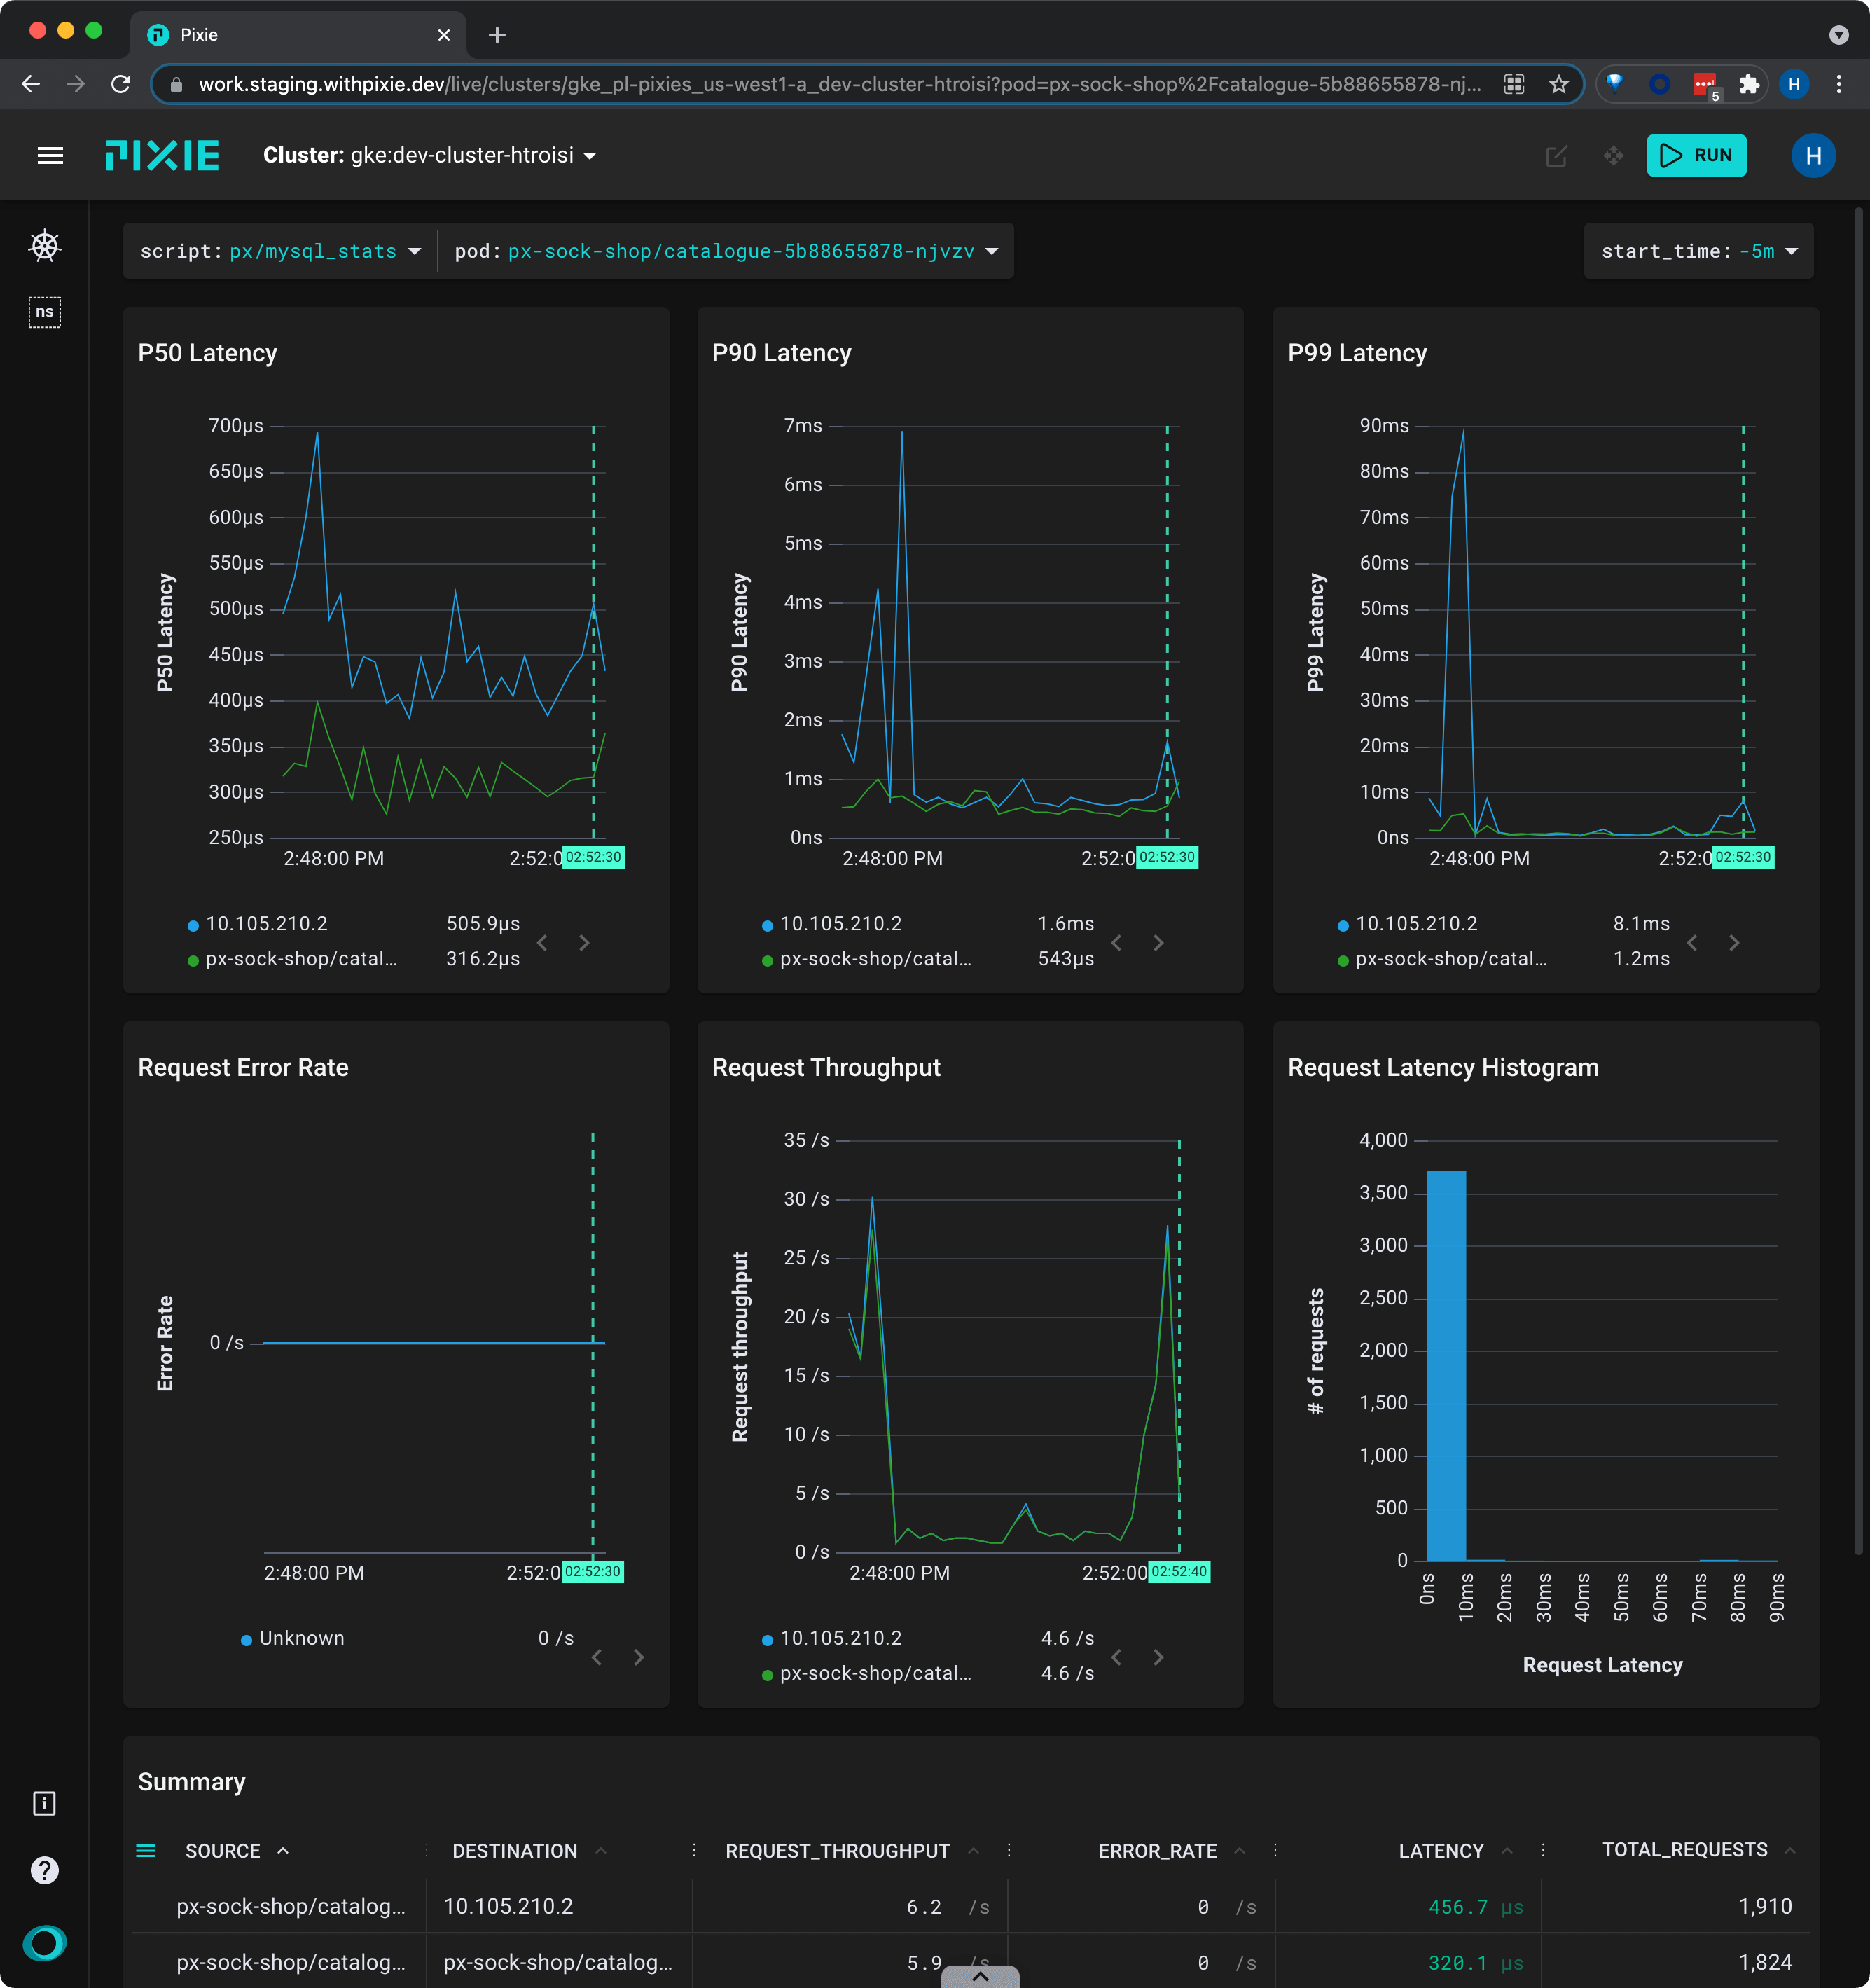 Pixie
work.staging.withpixie.dev/live/clusters/gke_pl-pixies_us-west1-a_dev-cluster-htroisi?pod=px-sock-shop%2Fcatalogue-5b88655878-nj...
5
H
PIXIE
Cluster: gke:dev-cluster-htroisi
RUN
H
ns
script: px/mysql_stats
pod: px-sock-shop/catalogue-5b88655878-njvzv
start_time: -5m
P50 Latency
P50 Latency
700µs
650µs
600µs
550µs
500µs
450µs
400µs
350µs
300µs
250µs
2:48:00 PM
2:52:0
02:52:30
10.105.210.2 505.9µs
px-sock-shop/catal... 316.2µs
P90 Latency
P90 Latency
7ms
6ms
5ms
4ms
3ms
2ms
1ms
0ns
2:48:00 PM
2:52:0
02:52:30
10.105.210.2 1.6ms
px-sock-shop/catal... 543µs
P99 Latency
P99 Latency
90ms
80ms
70ms
60ms
50ms
40ms
30ms
20ms
10ms
0ns
2:48:00 PM
2:52:0
02:52:30
10.105.210.2 8.1ms
px-sock-shop/catal... 1.2ms
Request Error Rate
Error Rate
0 /s
2:48:00 PM
2:52:0
02:52:30
Unknown 0 /s
Request Throughput
Request throughput
35 /s
30 /s
25 /s
20 /s
15 /s
10 /s
5 /s
0 /s
2:48:00 PM
2:52:00
02:52:40
10.105.210.2 4.6 /s
px-sock-shop/catal... 4.6 /s
Request Latency Histogram
# of requests
4,000
3,500
3,000
2,500
2,000
1,500
1,000
500
0
0ns
10ms
20ms
30ms
40ms
50ms
60ms
70ms
80ms
90ms
Request Latency
Summary
SOURCE DESTINATION REQUEST_THROUGHPUT ERROR_RATE LATENCY TOTAL_REQUESTS
px-sock-shop/catalog... 10.105.210.2 6.2 /s 0 /s 456.7 µs 1,910
px-sock-shop/catalog... px-sock-shop/catalog... 5.9 /s 0 /s 320.1 µs 1,824